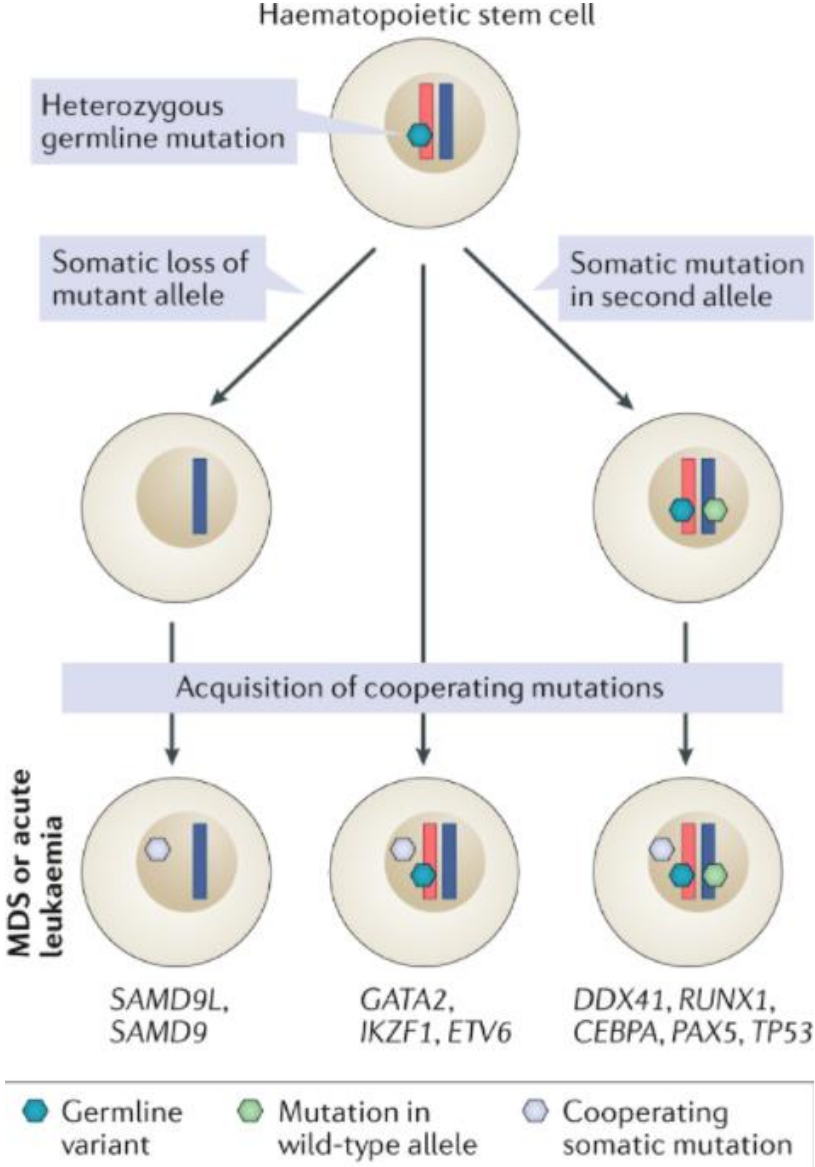 Haematopoietic stem cell
Heterozygous
germline mutation
Somatic loss of
mutant allele
Somatic mutation
in second allele
Acquisition of cooperating mutations
MDS or acute
leukaemia
SAMD9L,
SAMD9
GATA2,
IKZF1, ETV6
DDX41, RUNX1,
CEBPA, PAX5, TP53
Germline
variant
Mutation in
wild-type allele
Cooperating
somatic mutation